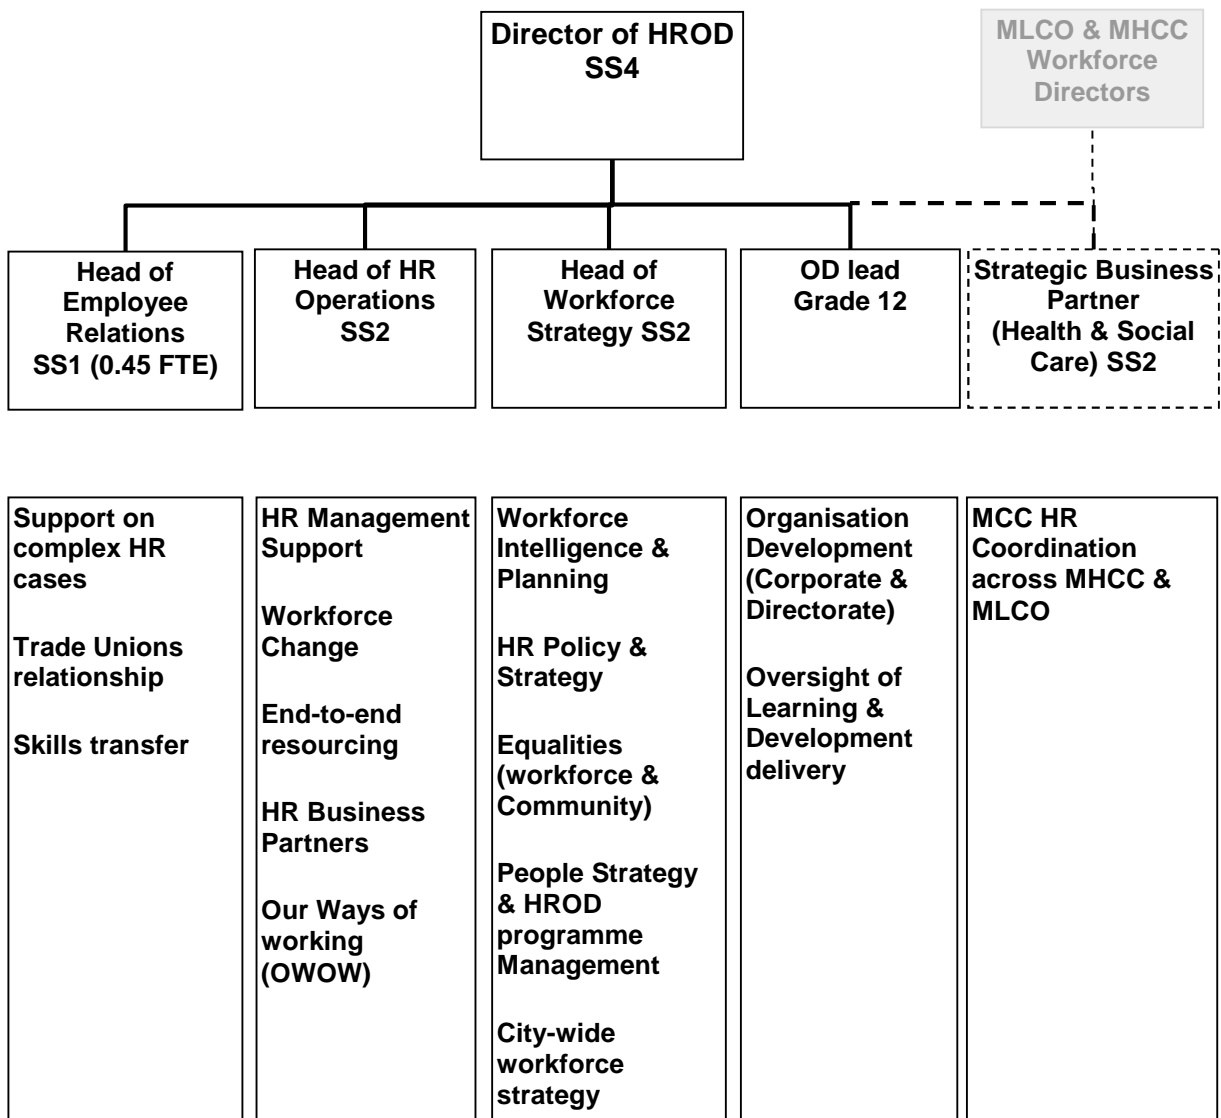 Director of HROD
SS4
MLCO & MHCC
Workforce
Directors
Head of
Employee
Relations
SS1 (0.45 FTE)
Head of HR
Operations
SS2
Head of
Workforce
Strategy SS2
OD lead
Grade 12
Strategic Business
Partner
(Health & Social
Care) SS2
Support on
complex HR
cases
Trade Unions
relationship
Skills transfer
HR Management
Support
Workforce
Change
End-to-end
resourcing
HR Business
Partners
Our Ways of
working
(OWOW)
Workforce
Intelligence &
Planning
HR Policy &
Strategy
Equalities
(workforce &
Community)
People Strategy
& HROD
programme
Management
City-wide
workforce
strategy
Organisation
Development
(Corporate &
Directorate)
Oversight of
Learning &
Development
delivery
MCC HR
Coordination
across MHCC &
MLCO